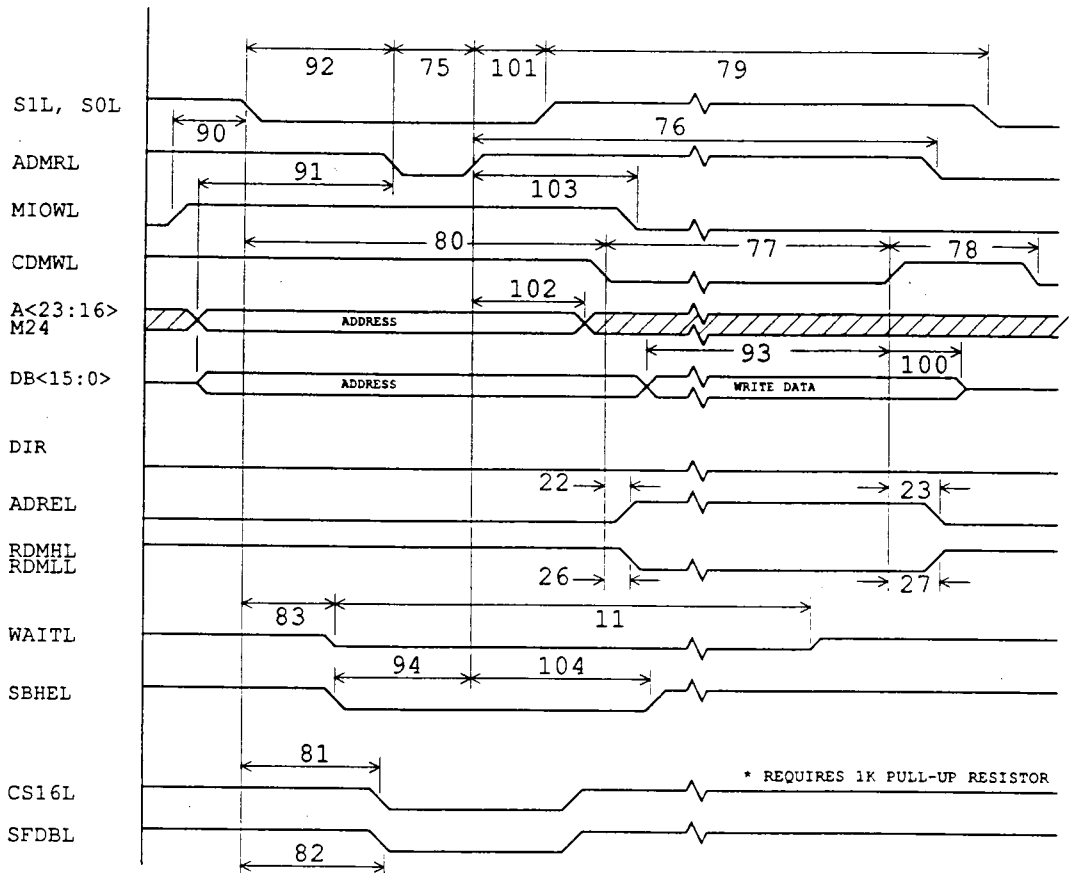 92 75 101 79
S1L, S0L
90 76
ADMRL
91 103
MIOWL
80 77 78
CDMWL
102
A<23:16>
M24
ADDRESS
93 100
DB<15:0>
ADDRESS WRITE DATA
DIR
22 23
ADREL
RDMHL
RDMLL
26 27
83 11
WAITL
94 104
SBHEL
81
* REQUIRES 1K PULL-UP RESISTOR
CS16L
SFDBL
82